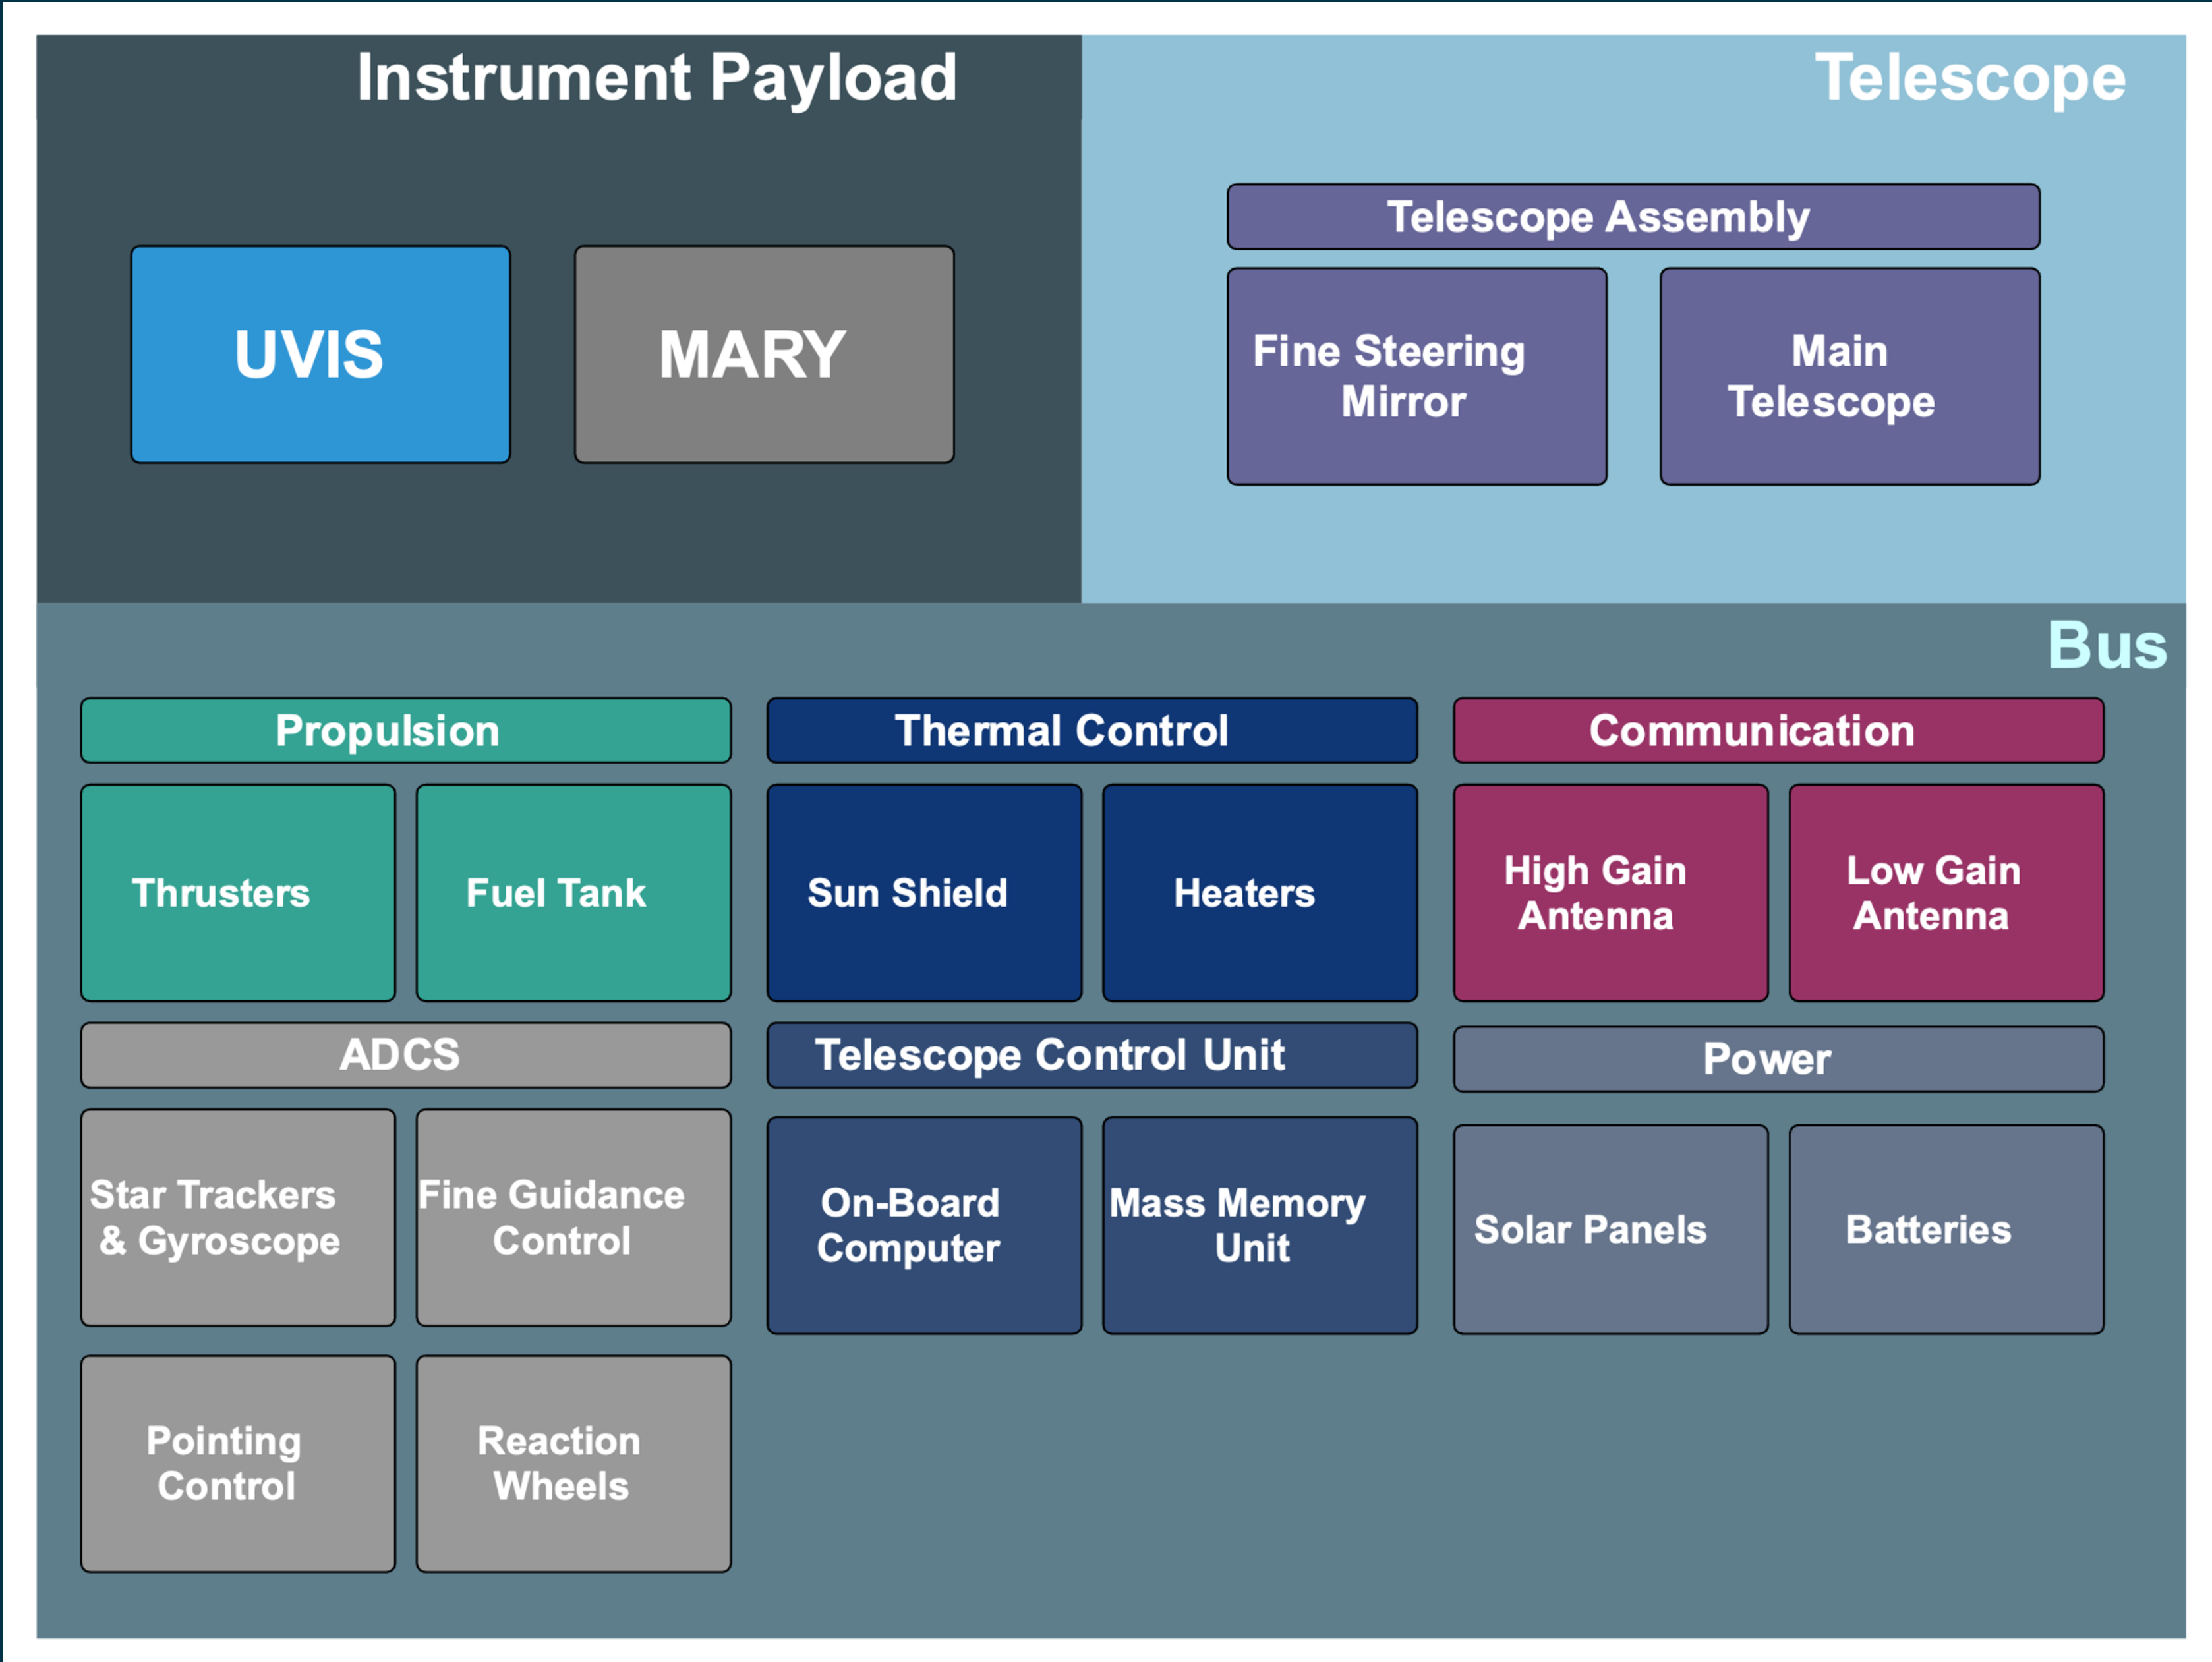 Instrument Payload
Telescope
UVIS
MARY
Telescope Assembly
Fine Steering
Mirror
Main
Telescope
Bus
Propulsion
Thermal Control
Communication
Thrusters
Fuel Tank
Sun Shield
Heaters
High Gain
Antenna
Low Gain
Antenna
ADCS
Telescope Control Unit
Power
Star Trackers
& Gyroscope
Fine Guidance
Control
On-Board
Computer
Mass Memory
Unit
Solar Panels
Batteries
Pointing
Control
Reaction
Wheels